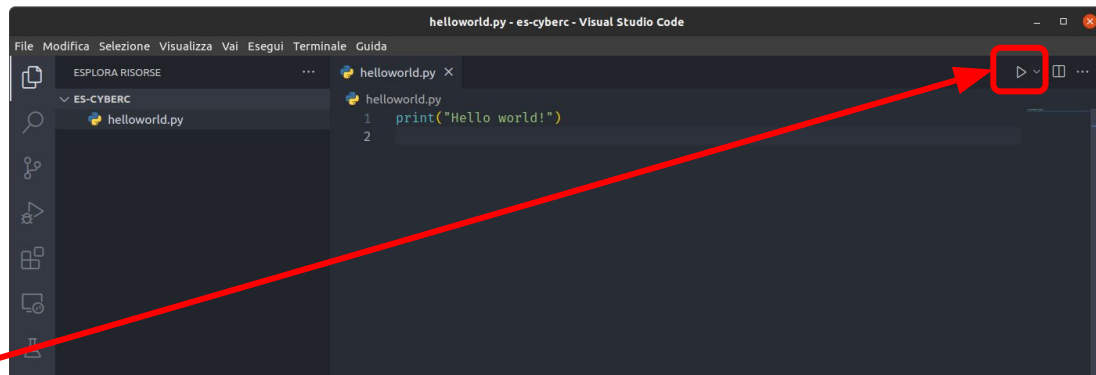 helloworld.py - es-cyberc - Visual Studio Code
File Modifica Selezione Visualizza Vai Esegui Terminale Guida
ESPLORA RISORSE
helloworld.py
ES-CYBERC
helloworld.py
helloworld.py
1 print("Hello world!")
2